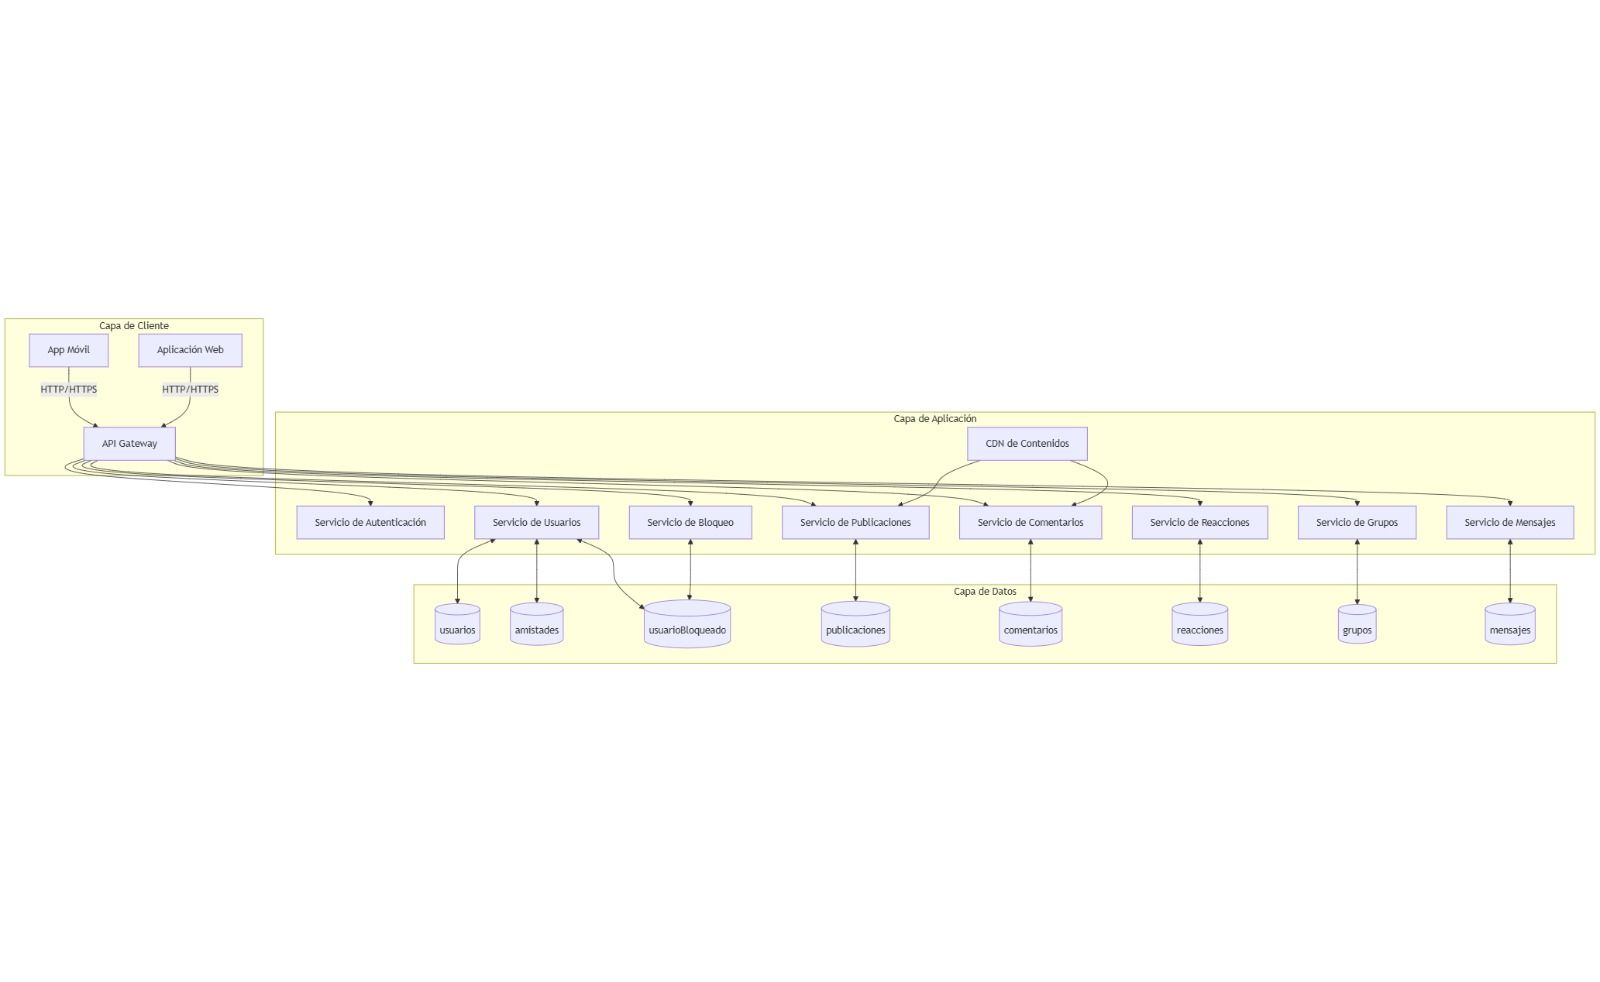 Capa de Cliente
App Móvil
Aplicación Web
HTTP/HTTPS
HTTP/HTTPS
API Gateway
Capa de Aplicación
CDN de Contenidos
Servicio de Autenticación
Servicio de Usuarios
Servicio de Bloqueo
Servicio de Publicaciones
Servicio de Comentarios
Servicio de Reacciones
Servicio de Grupos
Servicio de Mensajes
Capa de Datos
usuarios
amistades
usuarioBloqueado
publicaciones
comentarios
reacciones
grupos
mensajes